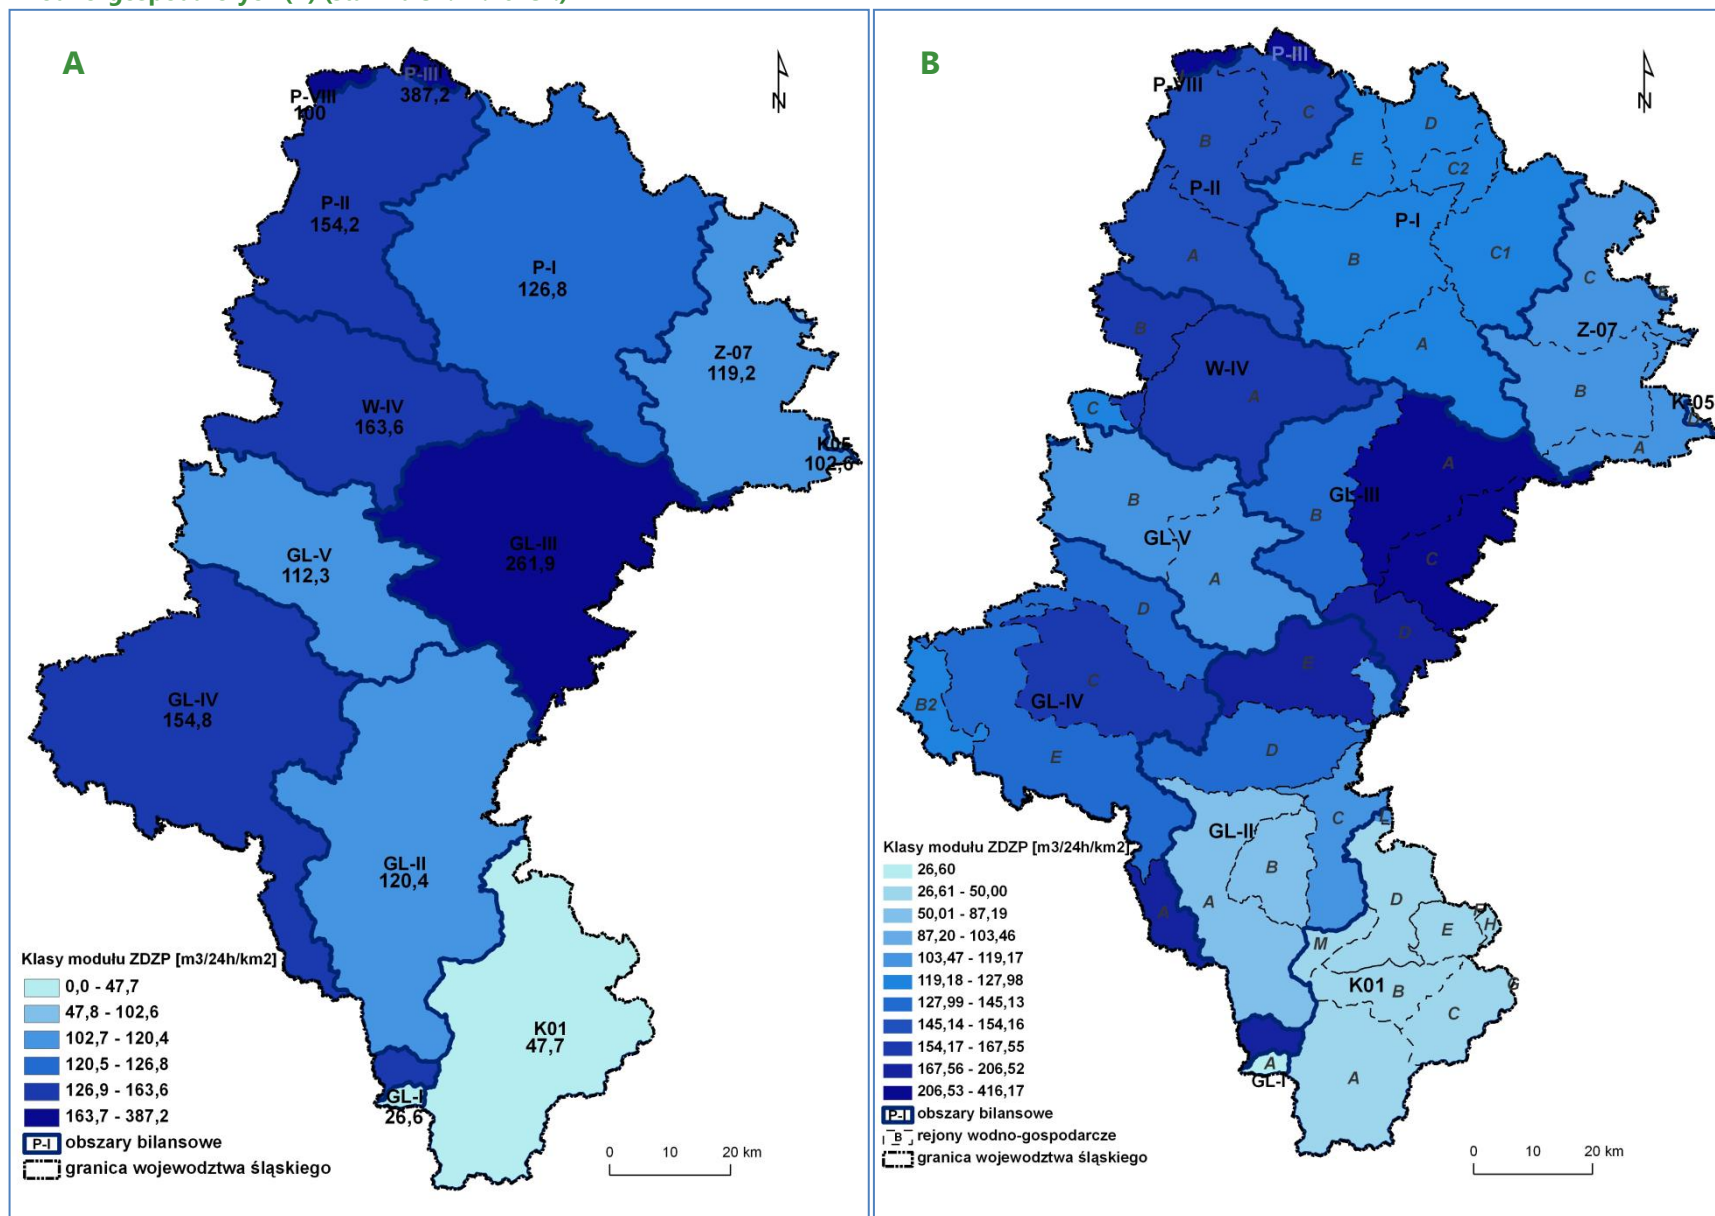 A
N
P-III
387,2
P-VIII
100
P-II
154,2
P-I
126,8
Z-07
119,2
W-IV
163,6
K05
102,6
GL-V
112,3
GL-III
261,9
GL-IV
154,8
GL-II
120,4
K01
47,7
GL-I
26,6
Klasy modułu ZDZP [m3/24h/km2]
0,0 - 47,7
47,8 - 102,6
102,7 - 120,4
120,5 - 126,8
126,9 - 163,6
163,7 - 387,2
P-I obszary bilansowe
granica wojewodztwa śląskiego
0 10 20 km
B
N
P-III
P-VIII
C
D
B
E
C2
P-II
P-I
A
B
C1
C
Z-07
B
W-IV
A
A
B
C
K-05
A
A
B
GL-III
B
GL-V
C
A
D
D
E
C
B2
GL-IV
D
E
C
L
GL-II
B
D
A
A
E
H
M
K01
B
G
C
A
A
GL-I
Klasy modułu ZDZP [m3/24h/km2]
26,60
26,61 - 50,00
50,01 - 87,19
87,20 - 103,46
103,47 - 119,17
119,18 - 127,98
127,99 - 145,13
145,14 - 154,16
154,17 - 167,55
167,56 - 206,52
206,53 - 416,17
P-I obszary bilansowe
B rejony wodno-gospodarcze
granica wojewodztwa śląskiego
0 10 20 km